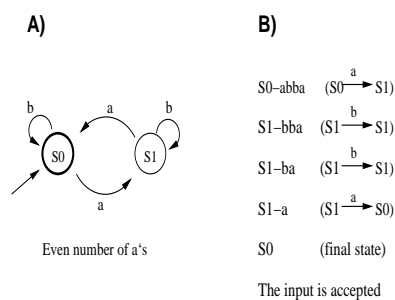 A)
b
a
b
S0
S1
a
Even number of a's
B)
S0–abba (S0 a S1)
S1–bba (S1 b S1)
S1–ba (S1 b S1)
S1–a (S1 a S0)
S0 (final state)
The input is accepted